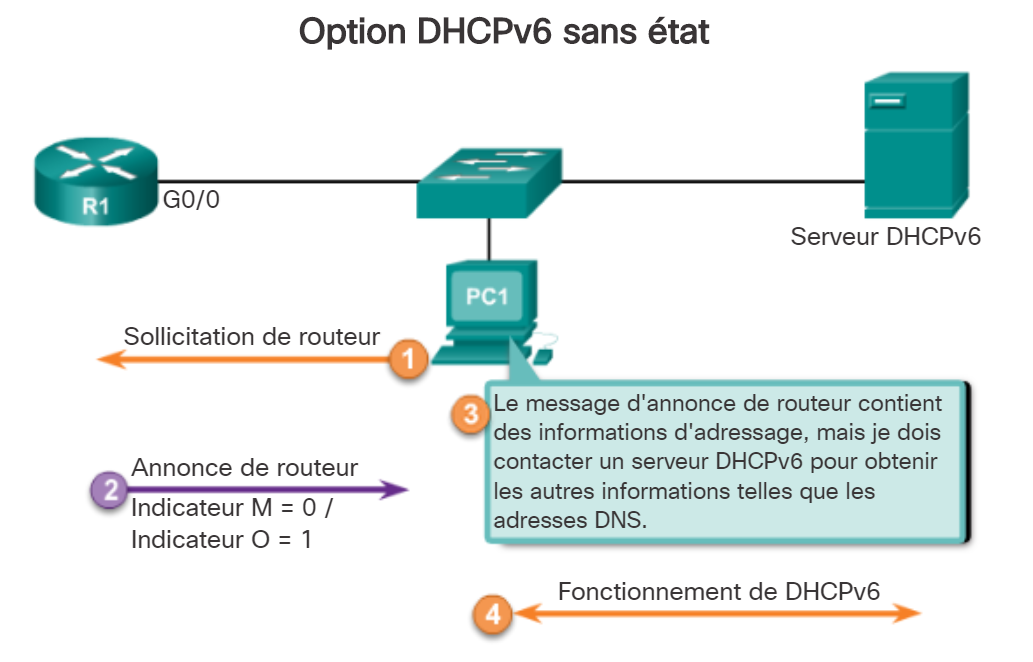 Option DHCPv6 sans état
R1
G0/0
Serveur DHCPv6
PC1
Sollicitation de routeur
1
3
Le message d'annonce de routeur contient
des informations d'adressage, mais je dois
contacter un serveur DHCPv6 pour obtenir
les autres informations telles que les
adresses DNS.
2
Annonce de routeur
Indicateur M = 0 /
Indicateur O = 1
Fonctionnement de DHCPv6
4